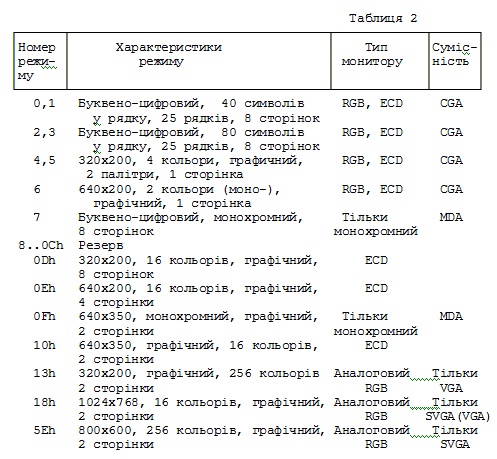 Таблиця 2
Номер Характеристики Тип Суміс-
режи- режиму монитору ність
му
0,1 Буквено-цифровий, 40 символів RGB, ECD CGA
у рядку, 25 рядків, 8 сторінок
2,3 Буквено-цифровий, 80 символів RGB, ECD CGA
у рядку, 25 рядків, 8 сторінок
4,5 320x200, 4 кольори, графичний, RGB, ECD CGA
2 палітри, 1 сторінка
6 640x200, 2 кольори (моно-), RGB, ECD CGA
графічний, 1 сторінка
7 Буквено-цифровий, монохромний, Тільки MDA
8 сторінок монохромний
8..0Ch Резерв
0Dh 320x200, 16 кольорів, графічний, ECD
8 сторінок
0Eh 640x200, 16 кольорів, графічний, ECD
4 сторінки
0Fh 640x350, монохромний, графічний, Тільки MDA
2 сторінки монохромний
10h 640x350, графічний, 16 кольорів, ECD
2 сторінки
13h 320x200, графічний, 256 кольорів Аналоговий Тільки
2 сторінки RGB VGA
18h 1024x768, 16 кольорів, графічний, Аналоговий Тільки
2 сторінки RGB SVGA(VGA)
5Eh 800x600, 256 кольорів, графічний, Аналоговий Тільки
2 сторінки RGB SVGA